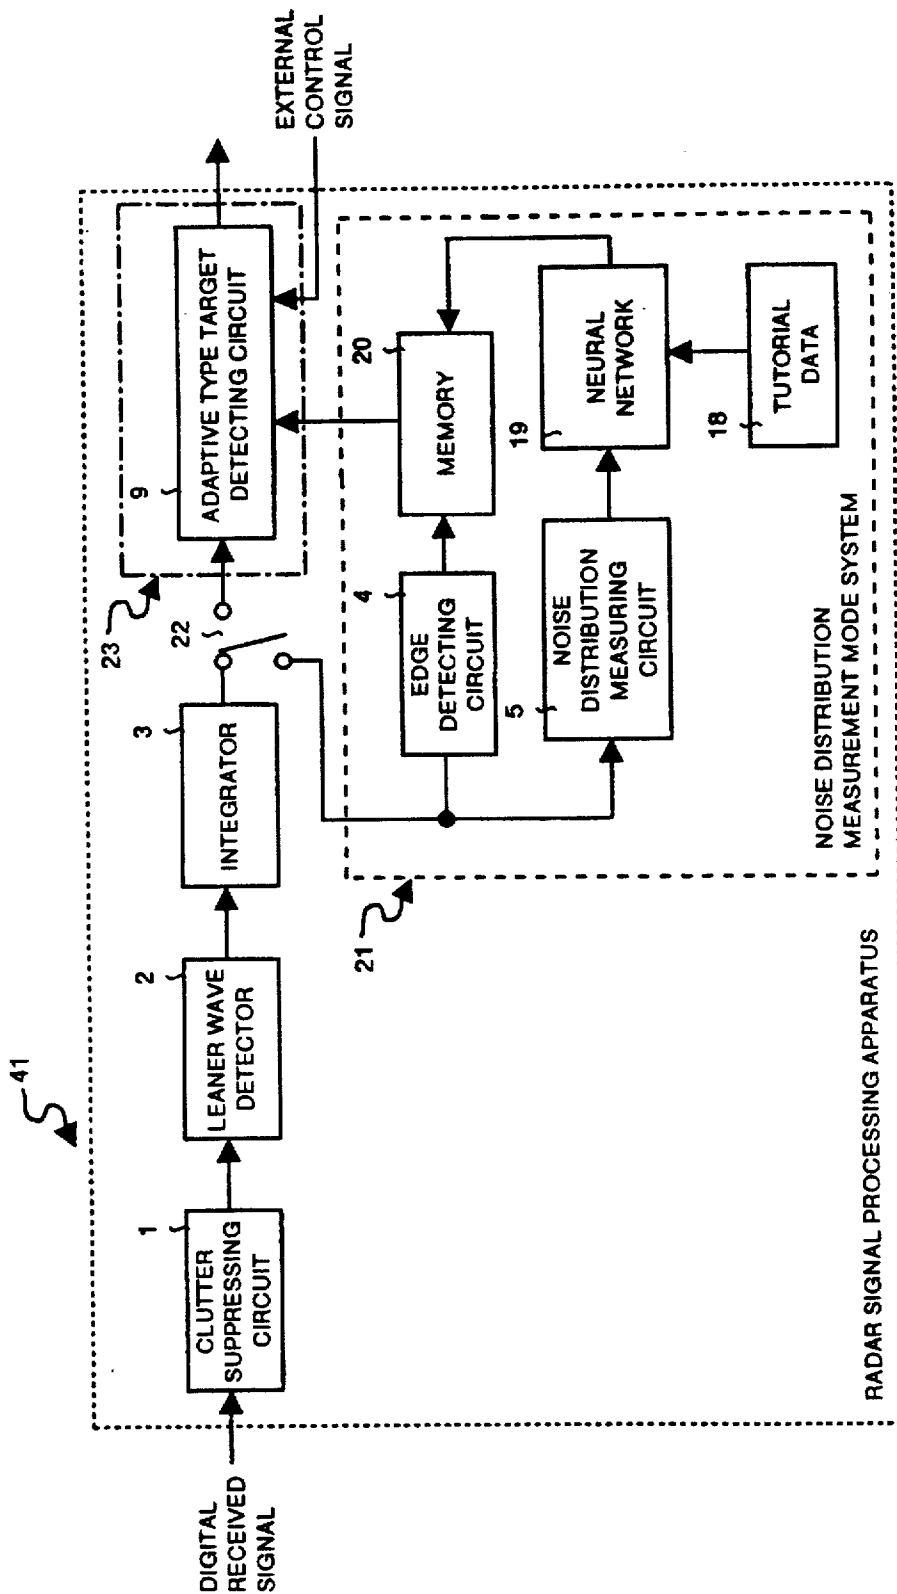 41
DIGITAL
RECEIVED
SIGNAL
1
CLUTTER
SUPPRESSING
CIRCUIT
2
LEANER WAVE
DETECTOR
3
INTEGRATOR
22
23
9
ADAPTIVE TYPE TARGET
DETECTING CIRCUIT
EXTERNAL
CONTROL
SIGNAL
21
4
EDGE
DETECTING
CIRCUIT
20
MEMORY
5
NOISE
DISTRIBUTION
MEASURING
CIRCUIT
19
NEURAL
NETWORK
18
TUTORIAL
DATA
NOISE DISTRIBUTION
MEASUREMENT MODE SYSTEM
RADAR SIGNAL PROCESSING APPARATUS